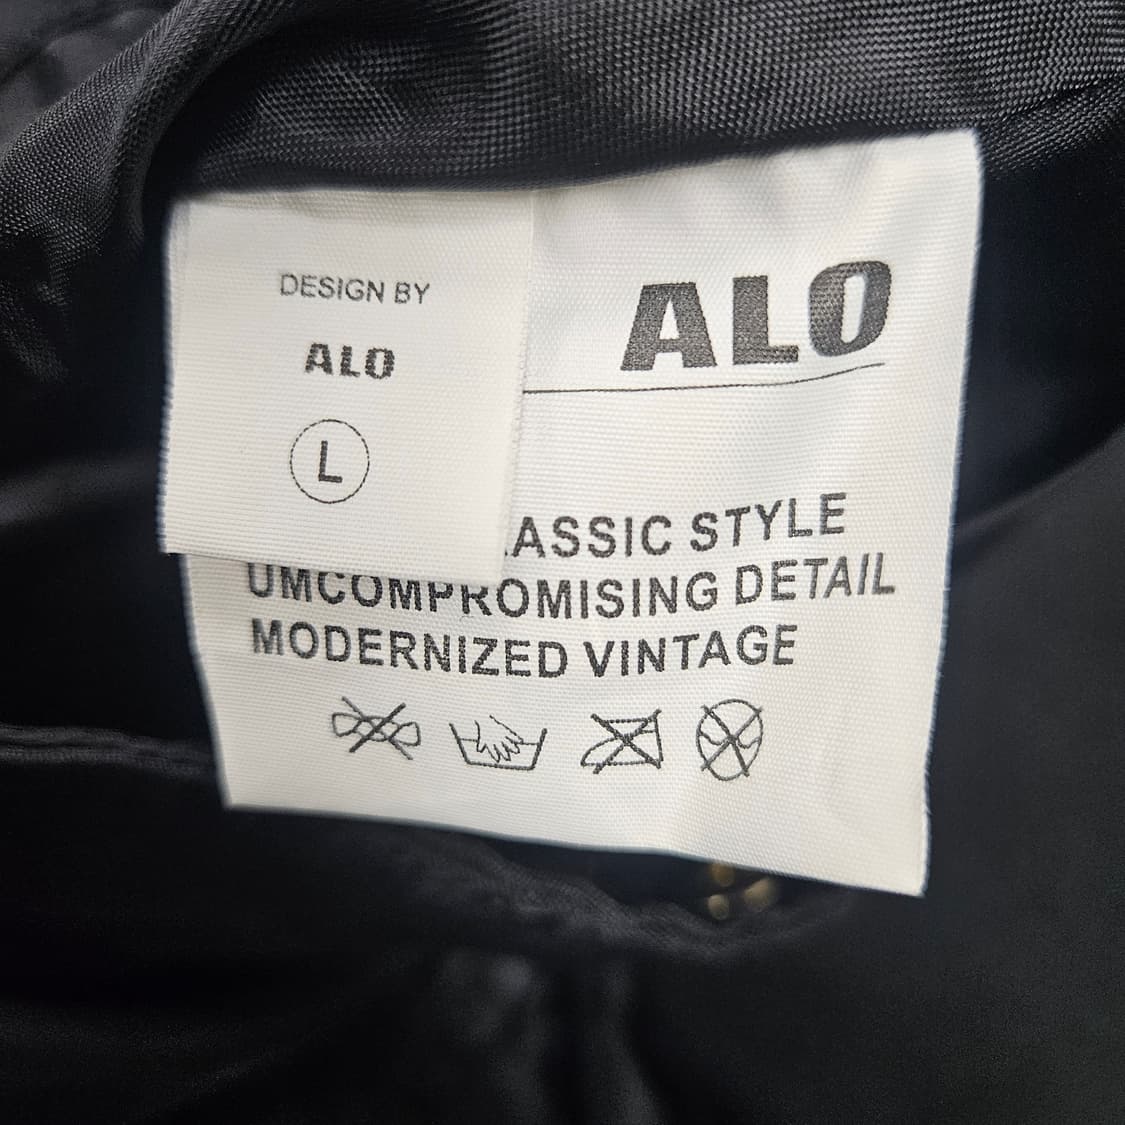 DESIGN BY
ALO
L
ALO
ASSIC STYLE
UMCOMPROMISING DETAIL
MODERNIZED VINTAGE